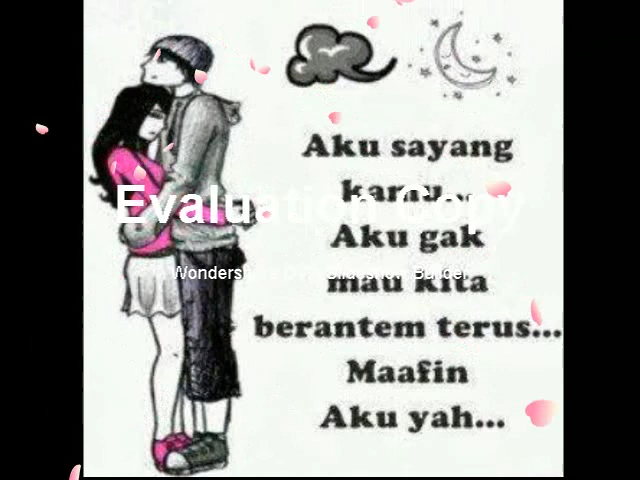 Aku sayang
kamu...
Evaluation Copy
Aku gak
mau kita
berantem terus...
Maafin
Aku yah...